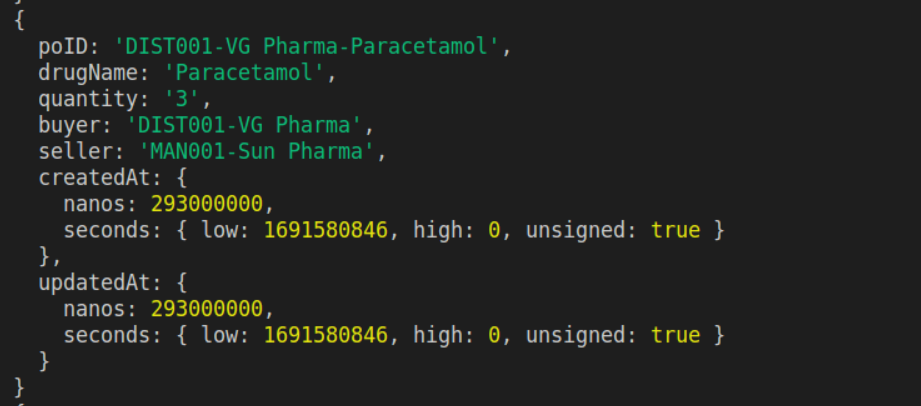 {
poID: 'DIST001-VG Pharma-Paracetamol',
drugName: 'Paracetamol',
quantity: '3',
buyer: 'DIST001-VG Pharma',
seller: 'MAN001-Sun Pharma',
createdAt: {
nanos: 293000000,
seconds: { low: 1691580846, high: 0, unsigned: true }
},
updatedAt: {
nanos: 293000000,
seconds: { low: 1691580846, high: 0, unsigned: true }
}
}